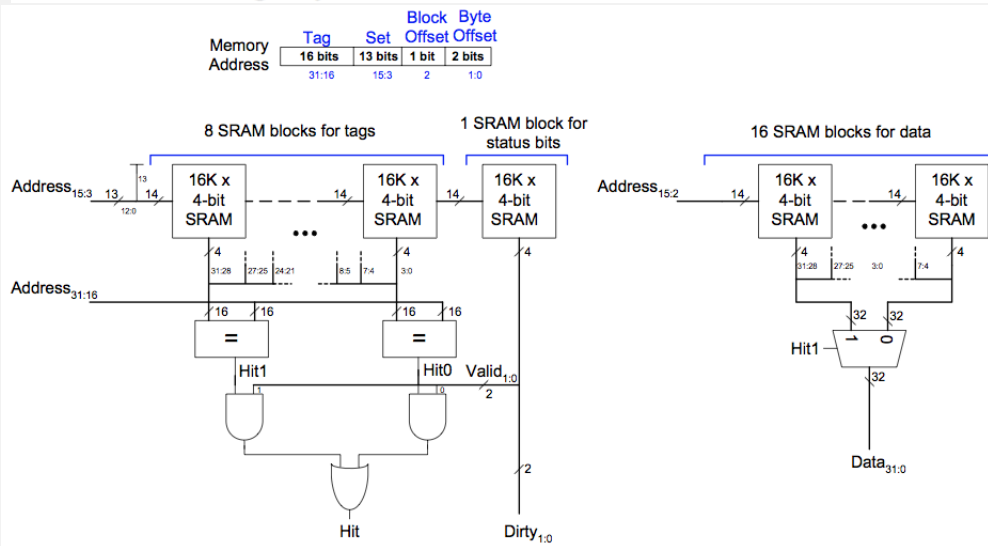 Block Byte
Tag Set Offset Offset
Memory Address
16 bits 13 bits 1 bit 2 bits
31:16 15:3 2 1:0
8 SRAM blocks for tags
1 SRAM block for
status bits
16 SRAM blocks for data
Address15:3 13 12:0 13 14
16K x
4-bit
SRAM
14
16K x
4-bit
SRAM
14
16K x
4-bit
SRAM
•••
4 4 4
31:28 27:25 24:21 8:5 7:4 3:0
Address31:16
16 16 16 16
= =
Hit1 Hit0 Valid1:0
1 0 2
Hit
2
Dirty1:0
Address15:2 14
16K x
4-bit
SRAM
14
16K x
4-bit
SRAM
•••
4 4
31:28 27:25 3:0 7:4
32 32
Hit1 1 0
32
Data31:0